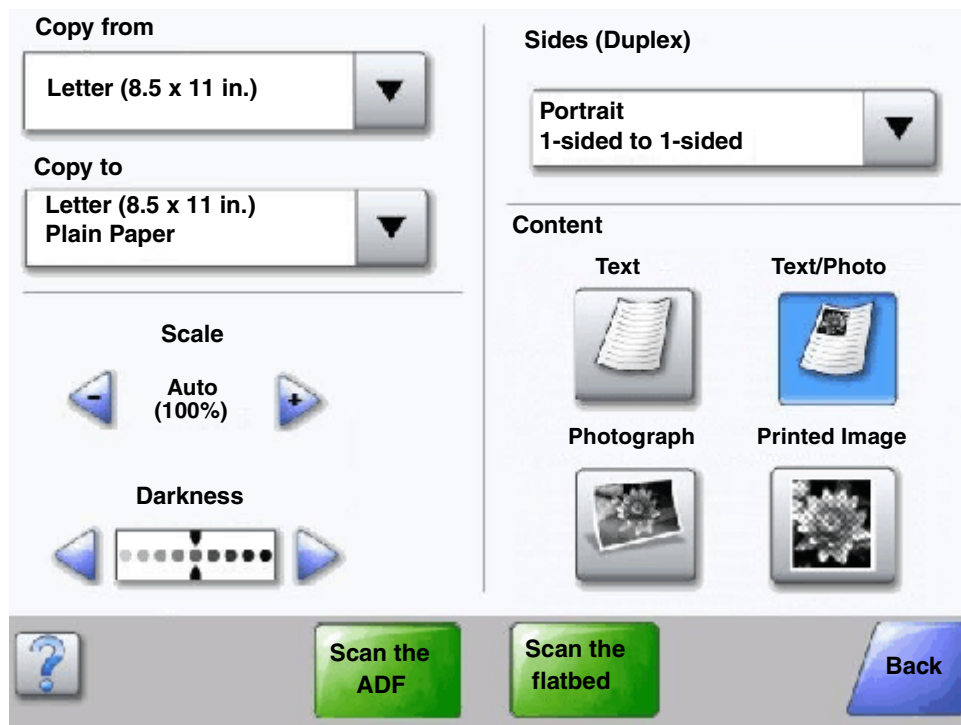 Copy from
Letter (8.5 x 11 in.)
Copy to
Letter (8.5 x 11 in.)
Plain Paper
Scale
-
Auto
(100%)
+
Darkness
Sides (Duplex)
Portrait
1-sided to 1-sided
Content
Text
Text/Photo
Photograph
Printed Image
?
Scan the
ADF
Scan the
flatbed
Back